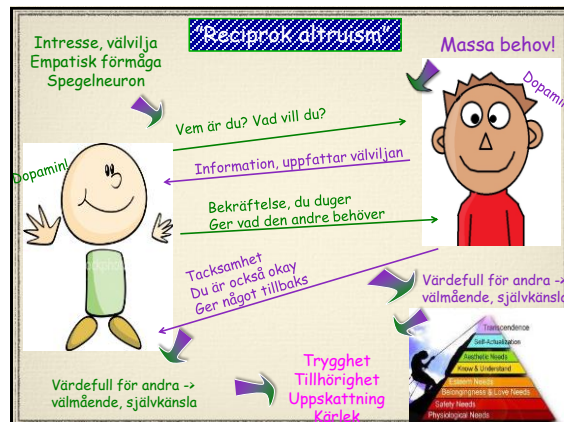 "Reciprok altruism"
Intresse, välvilja
Empatisk förmåga
Spegelneuron
Massa behov!
Dopamin!
Dopamin!
Vem är du? Vad vill du?
Information, uppfattar välviljan
Bekräftelse, du duger
Ger vad den andre behöver
Tacksamhet
Du är också okay
Ger något tillbaks
Värdefull för andra ->
välmående, självkänsla
Värdefull för andra ->
välmående, självkänsla
Trygghet
Tillhörighet
Uppskattning
Kärlek
Transcendence
Self-Actualization
Aesthetic Needs
Know & Understand
Esteem Needs
Belongingness & Love Needs
Safety Needs
Physiological Needs